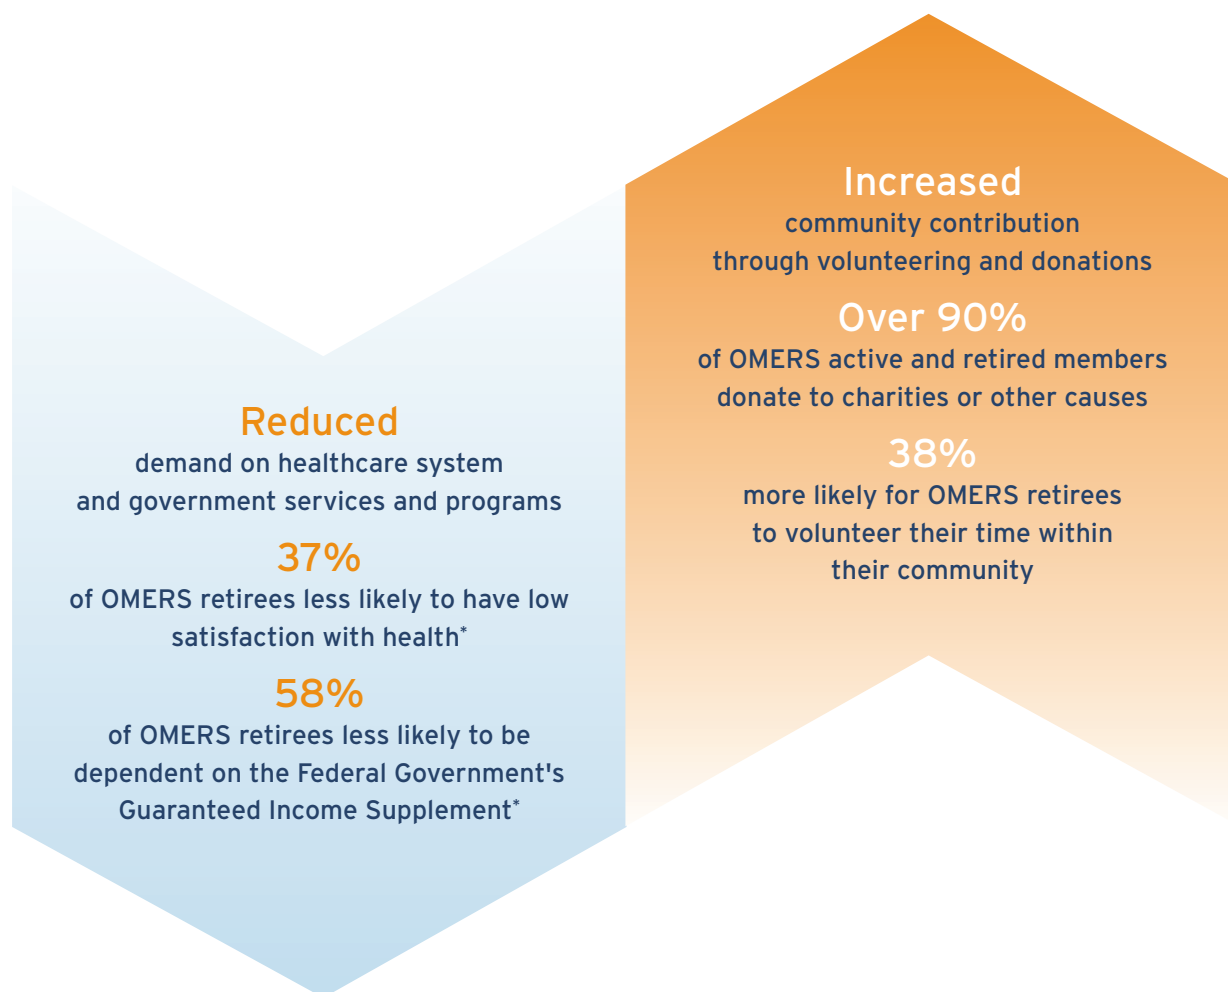 Reduced
demand on healthcare system
and government services and programs
37%
of OMERS retirees less likely to have low
satisfaction with health*
58%
of OMERS retirees less likely to be
dependent on the Federal Government's
Guaranteed Income Supplement*
Increased
community contribution
through volunteering and donations
Over 90%
of OMERS active and retired members
donate to charities or other causes
38%
more likely for OMERS retirees
to volunteer their time within
their community